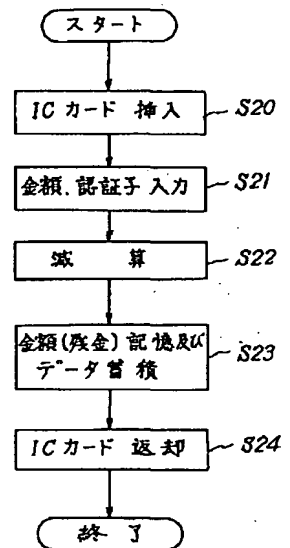 スタート
ICカード 挿入 S20
金額、認証子 入力 S21
減 算 S22
金額(残金)記憶及び
データ蓄積 S23
ICカード 返却 S24
終 了